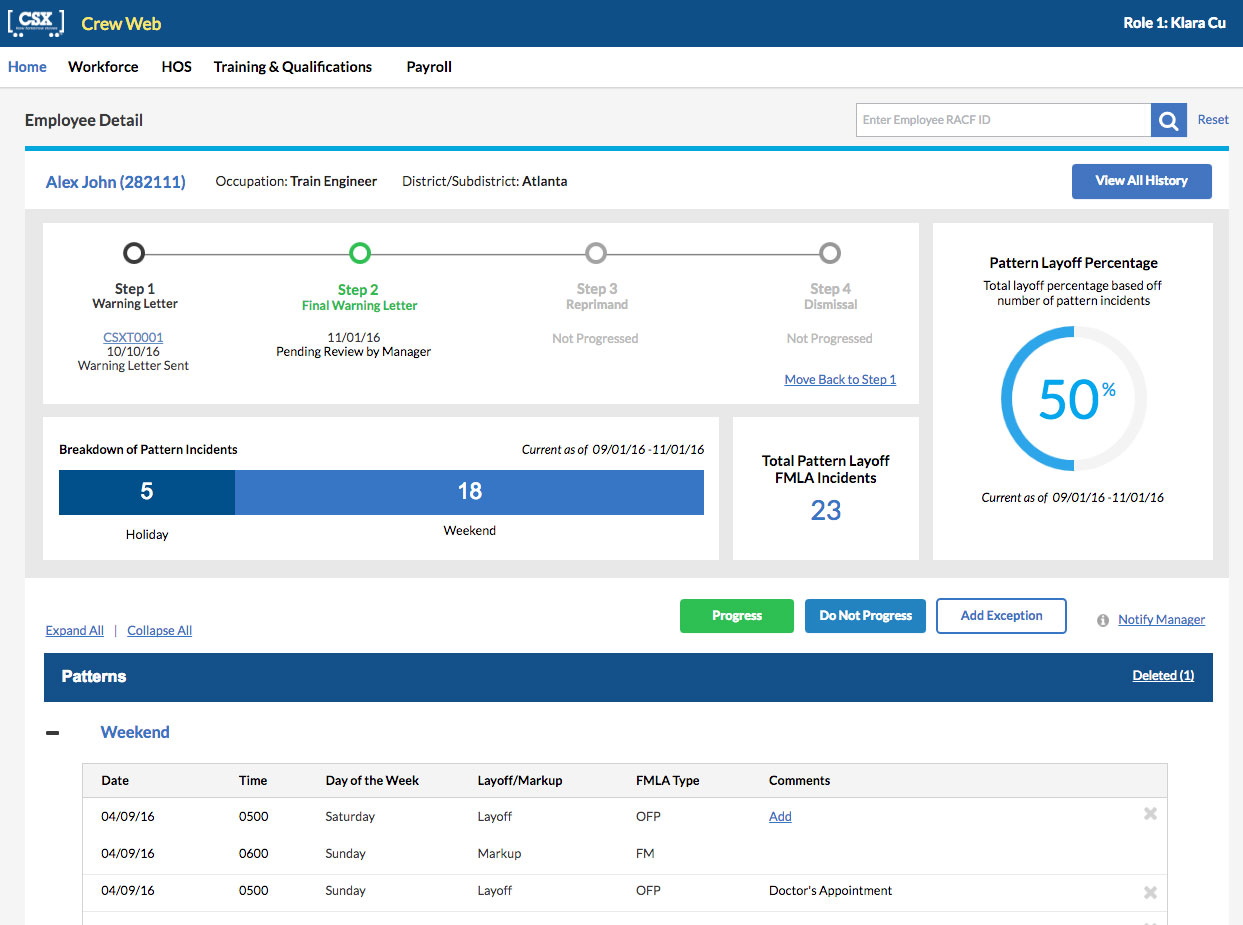 CSX
Crew Web
Role 1: Klara Cu
Home Workforce HOS Training & Qualifications Payroll
Employee Detail
Enter Employee RACF ID
Reset
Alex John (282111) Occupation: Train Engineer District/Subdistrict: Atlanta
View All History
Step 1
Warning Letter
CSXT0001
10/10/16
Warning Letter Sent
Step 2
Final Warning Letter
11/01/16
Pending Review by Manager
Step 3
Reprimand
Not Progressed
Step 4
Dismissal
Not Progressed
Move Back to Step 1
Pattern Layoff Percentage
Total layoff percentage based off
number of pattern incidents
50%
Current as of 09/01/16 -11/01/16
Breakdown of Pattern Incidents
Current as of 09/01/16 -11/01/16
5 18
Holiday Weekend
Total Pattern Layoff
FMLA Incidents
23
Expand All | Collapse All
Progress Do Not Progress Add Exception Notify Manager
Patterns Deleted (1)
Weekend
Date Time Day of the Week Layoff/Markup FMLA Type Comments
04/09/16 0500 Saturday Layoff OFP Add
04/09/16 0600 Sunday Markup FM
04/09/16 0500 Sunday Layoff OFP Doctor's Appointment